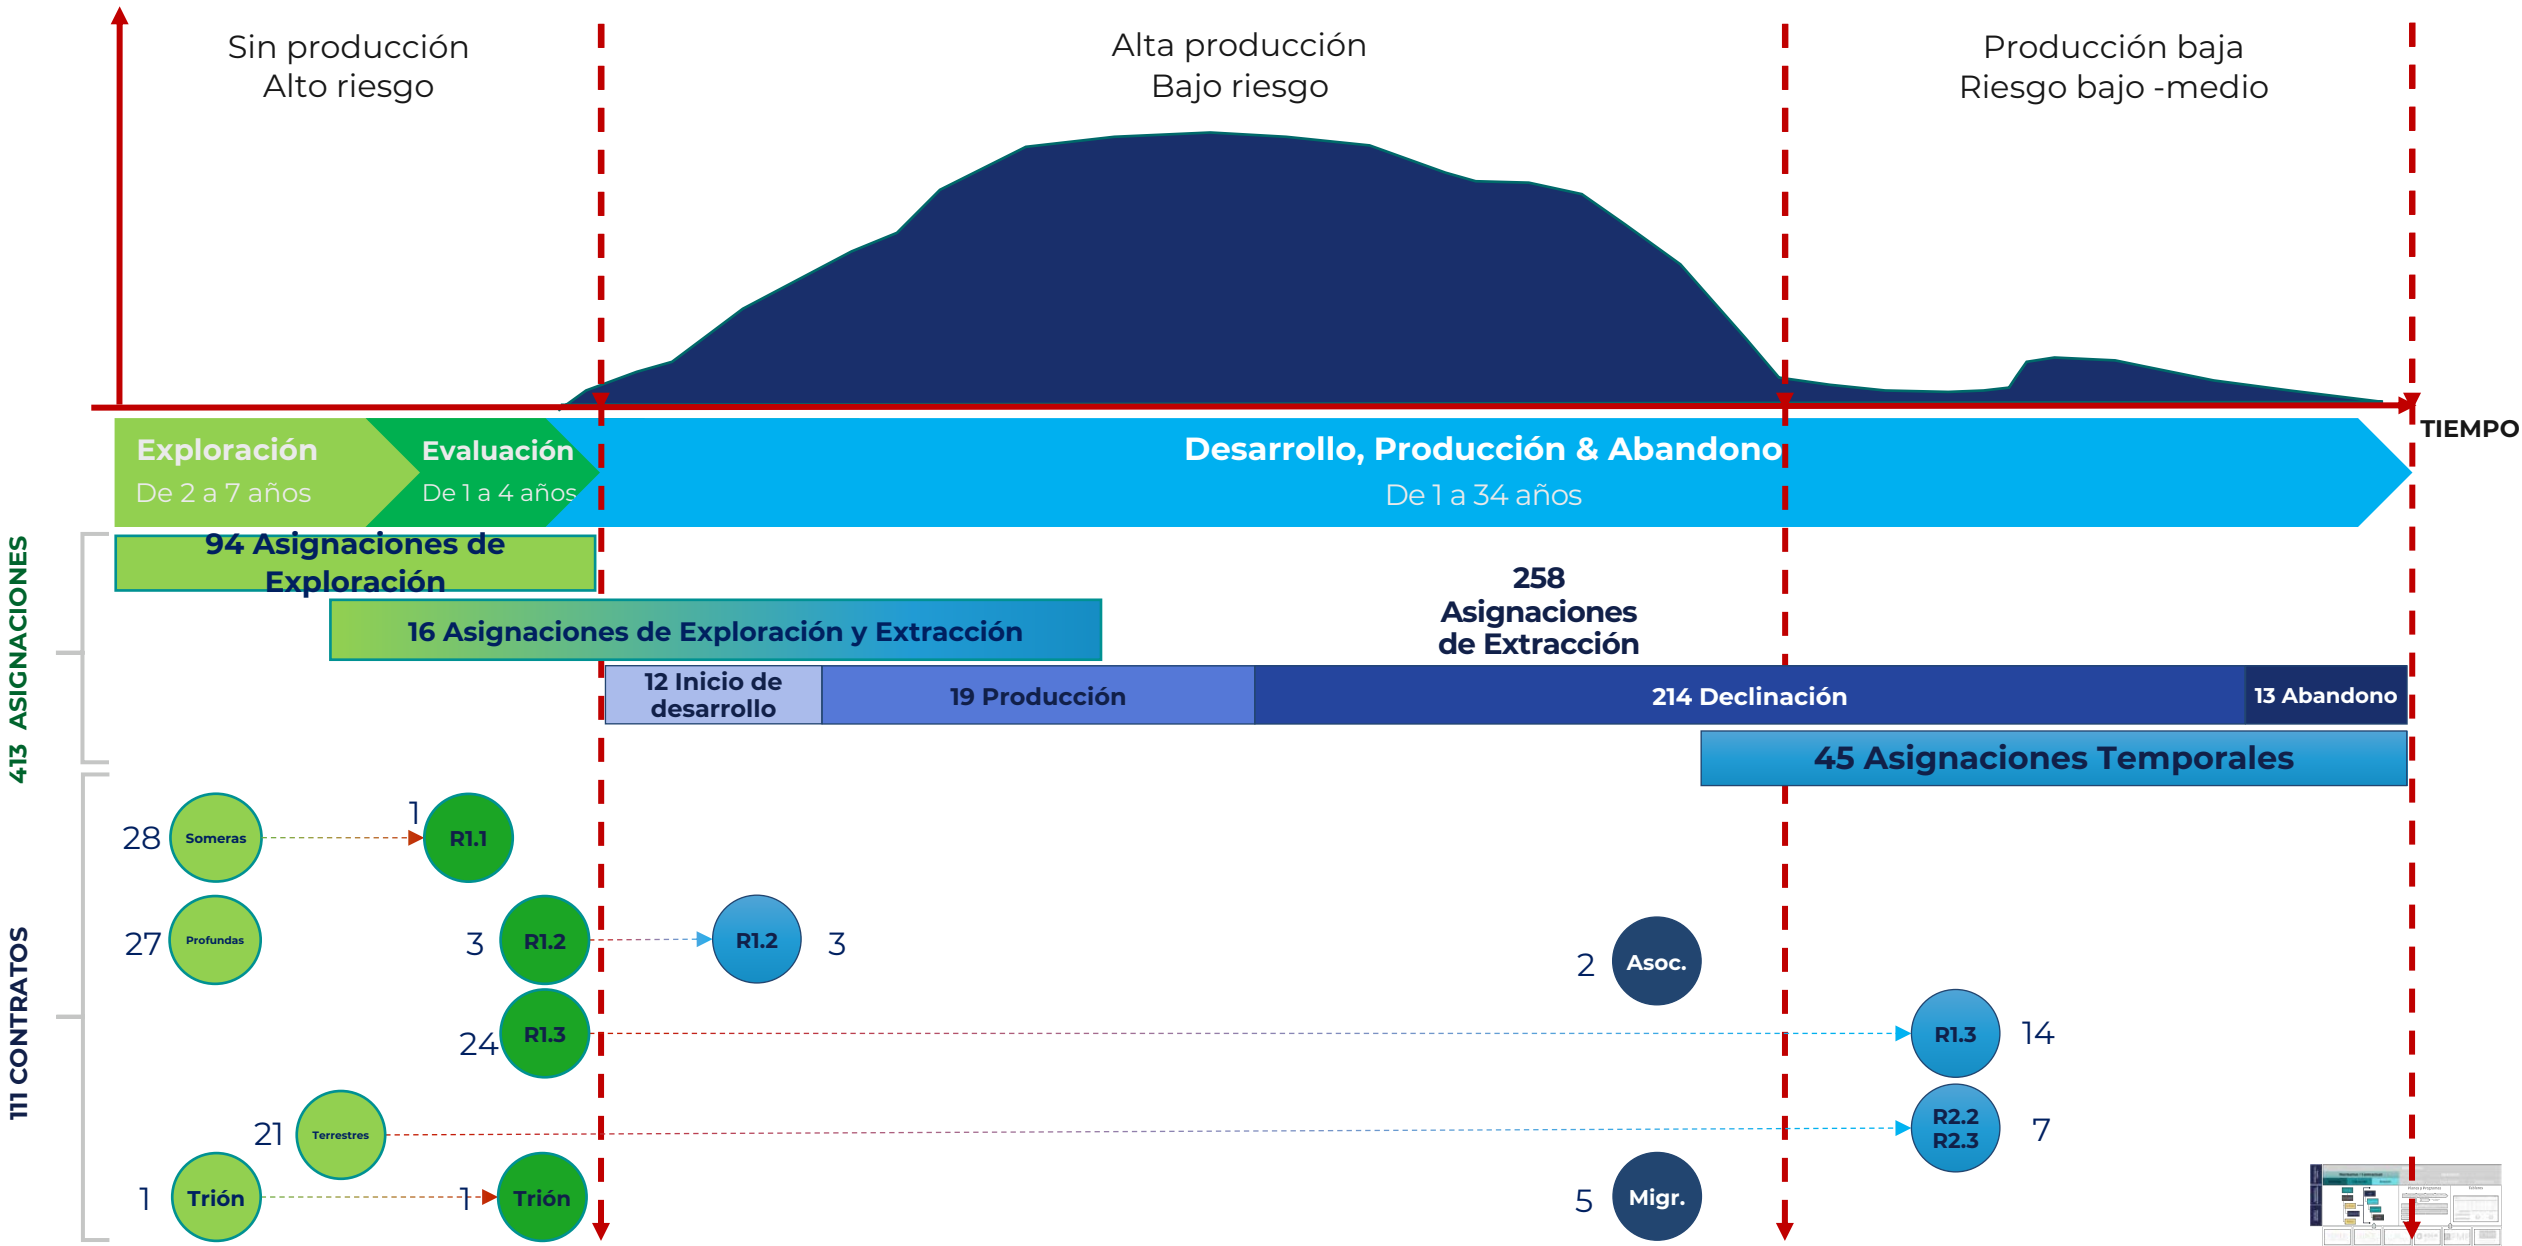 Sin producción
Alto riesgo
Alta producción
Bajo riesgo
Producción baja
Riesgo bajo -medio
TIEMPO
Exploración
De 2 a 7 años
Evaluación
De 1 a 4 años
Desarrollo, Producción & Abandono
De 1 a 34 años
413 ASIGNACIONES
94 Asignaciones de
Exploración
16 Asignaciones de Exploración y Extracción
258
Asignaciones
de Extracción
12 Inicio de
desarrollo
19 Producción
214 Declinación
13 Abandono
45 Asignaciones Temporales
111 CONTRATOS
28
Someras
1
R1.1
27
Profundas
3
R1.2
R1.2
3
2
Asoc.
24
R1.3
R1.3
14
21
Terrestres
R2.2
R2.3
7
1
Trión
1
Trión
5
Migr.